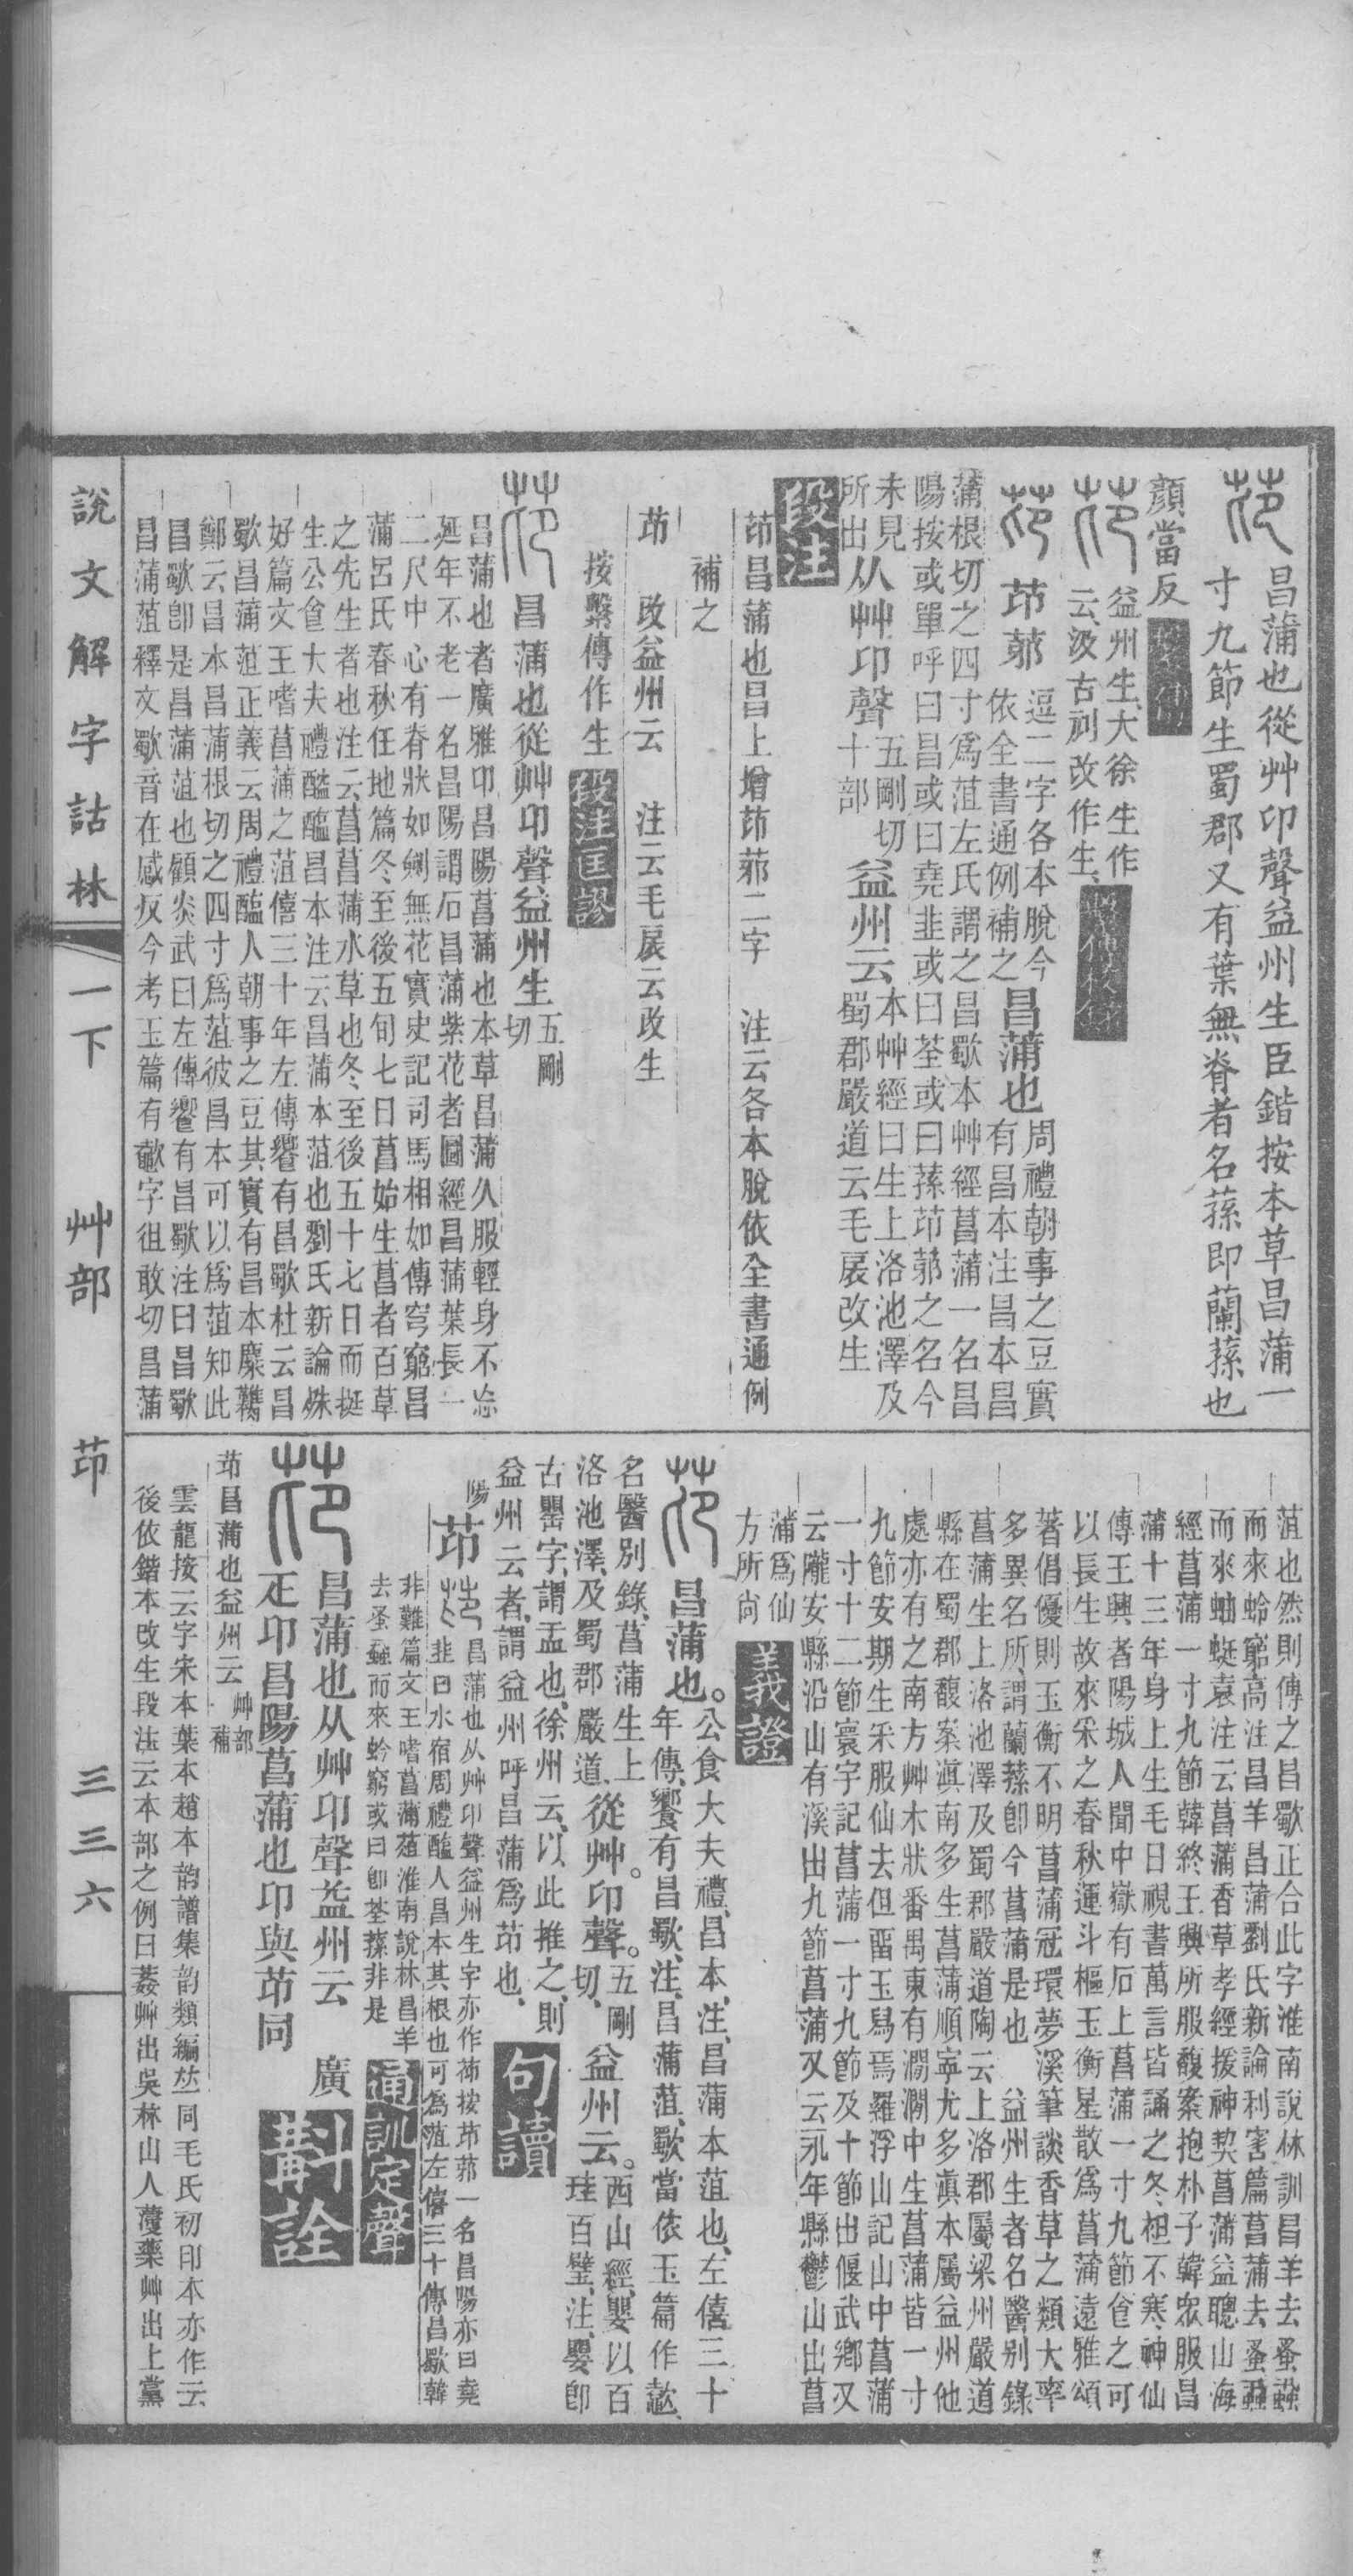 昌蒲也從艸卬聲益州生臣鍇按本草昌蒲一
寸九節生蜀郡又有葉無脊者名蓀即蘭蓀也
顏當反 繫傳
益州生大徐生作
云汲古刓改作生 繫傳校錄
茚 茚䓔
逗二字各本脫今
依全書通例補之
昌蒲也
周禮朝事之豆實
有昌本注昌本昌
蒲根切之四寸爲菹左氏謂之昌歜本艸經菖蒲一名昌
陽按或單呼曰昌或曰堯韭或曰荃或曰蓀茚䓔之名今
未見
从艸卬聲
五剛切
十部
益州云
本艸經曰生上洛池澤及
蜀郡嚴道云毛扆改生
所出
段注
茚昌蒲也昌上增茚䓔二字 注云各本脫依全書通例
補之
茚 改益州云 注云毛扆云改生
按繫傳作生 段注匡謬
昌蒲也從艸卬聲益州生
五剛
切
昌蒲也者廣雅卬昌陽菖蒲也本草昌蒲久服輕身不忘
延年不老一名昌陽謂石昌蒲紫花者圖經昌蒲葉長一
二尺中心有脊狀如劍無花實史記司馬相如傳穹窮昌
蒲呂氏春秋任地篇冬至後五旬七日菖始生菖者百草
之先生者也注云菖菖蒲水草也冬至後五十七日而挺
生公食大夫禮醓醢昌本注云昌蒲本菹也劉氏新論殊
好篇文王嗜菖蒲之菹僖三十年左傳饗有昌歜杜云昌
歜昌蒲菹正義云周禮醢人朝事之豆其實有昌本麋臡
鄭云昌本昌蒲根切之四寸爲菹彼昌本可以爲菹知此
昌歜卽是昌蒲菹也顧炎武曰左傳饗有昌歜注曰昌歜
昌蒲菹釋文歜音在感反今考玉篇有歜字徂敢切昌蒲
菹也然則傳之昌歜正合此字淮南說林訓昌羊去蚤蝨
而來蛉窮高注昌羊昌蒲劉氏新論利害篇菖蒲去蚤蝨
而來蚰蜒袁注云菖蒲香草孝經援神契菖蒲益聰山海
經菖蒲一寸九節韓終王興所服馥案抱朴子韓眾服昌
蒲十三年身上生毛日視書萬言皆誦之冬袒不寒神仙
傳王興者陽城人聞中嶽有石上菖蒲一寸九節食之可
以長生故來采之春秋運斗樞玉衡星散爲菖蒲遠雅頌
著倡優則玉衡不明菖蒲冠環夢溪筆談香草之類大率
多異名所謂蘭蓀卽今菖蒲是也 益州生者名醫別錄
菖蒲生上洛池澤及蜀郡嚴道陶云上洛郡屬梁州嚴道
縣在蜀郡馥案滇南多生菖蒲順寧尤多滇本屬益州他
處亦有之南方艸木狀番禺東有澗澗中生菖蒲皆一寸
九節安期生采服仙去但畱玉舄焉羅浮山記山中菖蒲
一寸十二節寰宇記菖蒲一寸九節及十節出偃武鄉又
云隴安縣沿山有溪出九節菖蒲又云永年縣鬱山出菖
蒲爲仙
方所尚 義證
昌蒲也。
公食大夫禮昌本注昌蒲本菹也左僖三十
年傳饗有昌歜注昌蒲菹歜當依玉篇作歜
名醫別錄菖蒲生上
洛池澤及蜀郡嚴道
從艸。卬聲。
五剛
切
益州云。
西山經嬰以百
珪百璧注嬰卽
古罌字謂盂也徐州云以此推之則
益州云者謂益州呼昌蒲爲茚也 句讀
茚
昌蒲也从艸卬聲益州生字亦作䓔按茚䓔一名昌陽亦曰堯
韭曰水宿周禮醢人昌本其根也可爲菹左僖三十傳昌歜韓
非難篇文王嗜菖蒲葅淮南說林昌羊
去蚤蝨而來蛉窮或曰卽荃蓀非是
陽
通訓定聲
昌蒲也从艸卬聲益州云 廣
疋卬昌陽菖蒲也卬與茚同 斠詮
茚昌蒲也益州云
艸部
補
雲龍按云字宋本葉本趙本韵譜集韵類編竝同毛氏初印本亦作云
後依鍇本改生段注云本部之例曰葌艸出吳林山人薓藥艸出上黨
說文解字詁林 一下 艸部 茚 三三六